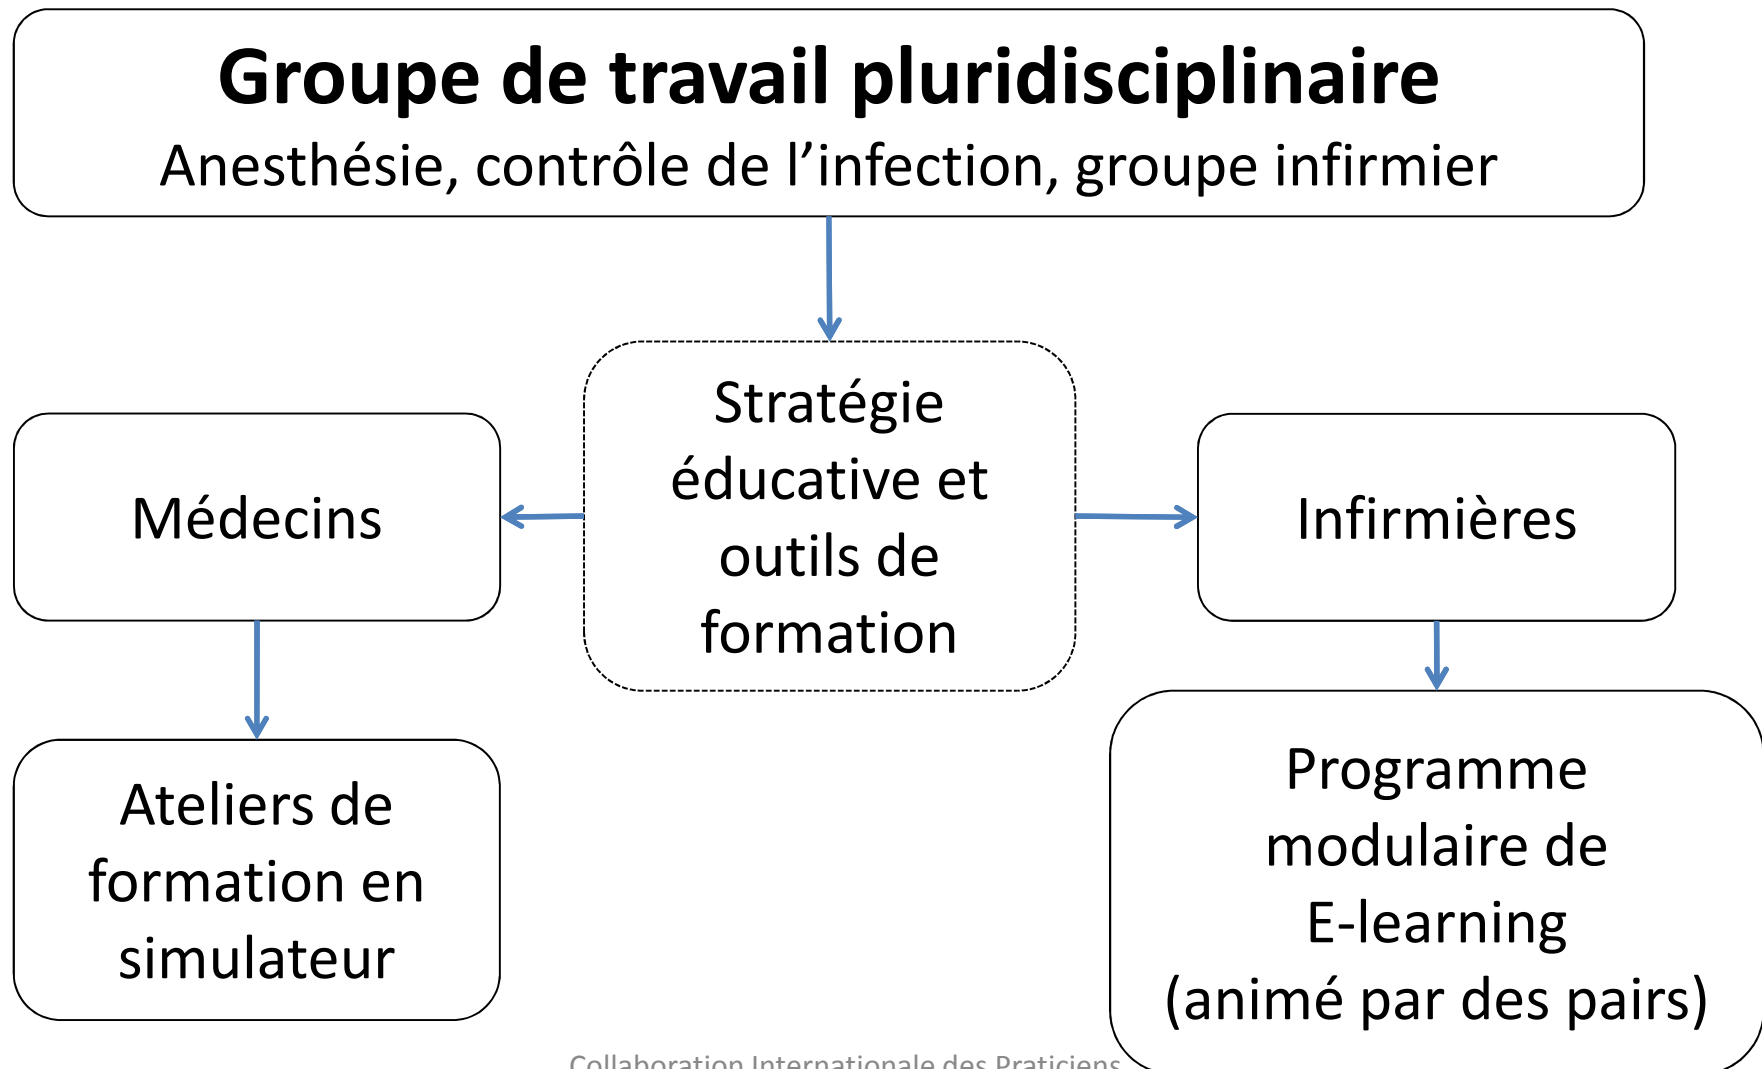 Groupe de travail pluridisciplinaire
Anesthésie, contrôle de l’infection, groupe infirmier
Stratégie
éducative et
outils de
formation
Médecins
Infirmières
Ateliers de
formation en
simulateur
Programme
modulaire de
E-learning
(animé par des pairs)
Collaboration Internationale des Praticiens